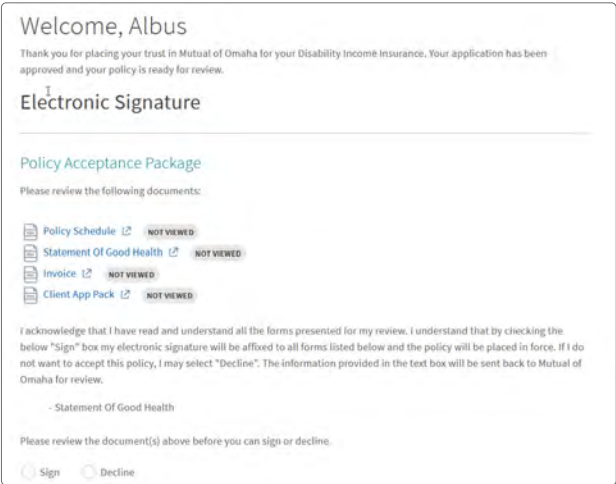 Welcome, Albus
Thank you for placing your trust in Mutual of Omaha for your Disability Income Insurance. Your application has been
approved and your policy is ready for review.
Electronic Signature
Policy Acceptance Package
Please review the following documents:
Policy Schedule NOT VIEWED
Statement Of Good Health NOT VIEWED
Invoice NOT VIEWED
Client App Pack NOT VIEWED
I acknowledge that I have read and understand all the forms presented for my review. I understand that by checking the
below "Sign" box my electronic signature will be affixed to all forms listed below and the policy will be placed in force. If I do
not want to accept this policy, I may select "Decline". The information provided in the text box will be sent back to Mutual of
Omaha for review.
- Statement Of Good Health
Please review the document(s) above before you can sign or decline.
Sign Decline